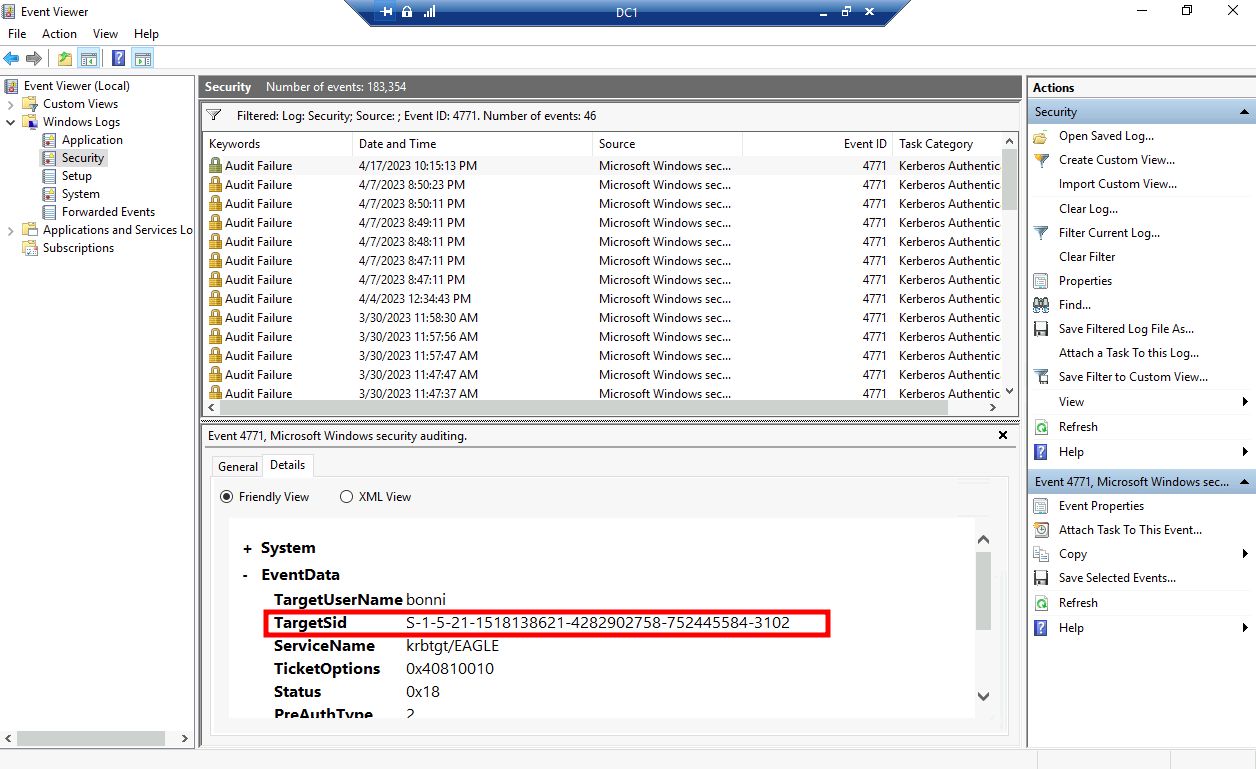 Event Viewer
DC1
File Action View Help
Event Viewer (Local)
Custom Views
Windows Logs
Application
Security
Setup
System
Forwarded Events
Applications and Services Lo
Subscriptions
Security Number of events: 183,354
Filtered: Log: Security; Source: ; Event ID: 4771. Number of events: 46
Keywords Date and Time Source Event ID Task Category
Audit Failure 4/17/2023 10:15:13 PM Microsoft Windows sec... 4771 Kerberos Authentic
Audit Failure 4/7/2023 8:50:23 PM Microsoft Windows sec... 4771 Kerberos Authentic
Audit Failure 4/7/2023 8:50:11 PM Microsoft Windows sec... 4771 Kerberos Authentic
Audit Failure 4/7/2023 8:49:11 PM Microsoft Windows sec... 4771 Kerberos Authentic
Audit Failure 4/7/2023 8:48:11 PM Microsoft Windows sec... 4771 Kerberos Authentic
Audit Failure 4/7/2023 8:47:11 PM Microsoft Windows sec... 4771 Kerberos Authentic
Audit Failure 4/7/2023 8:47:11 PM Microsoft Windows sec... 4771 Kerberos Authentic
Audit Failure 4/4/2023 12:34:43 PM Microsoft Windows sec... 4771 Kerberos Authentic
Audit Failure 3/30/2023 11:58:30 AM Microsoft Windows sec... 4771 Kerberos Authentic
Audit Failure 3/30/2023 11:57:56 AM Microsoft Windows sec... 4771 Kerberos Authentic
Audit Failure 3/30/2023 11:57:47 AM Microsoft Windows sec... 4771 Kerberos Authentic
Audit Failure 3/30/2023 11:47:47 AM Microsoft Windows sec... 4771 Kerberos Authentic
Audit Failure 3/30/2023 11:47:37 AM Microsoft Windows sec... 4771 Kerberos Authentic
Event 4771, Microsoft Windows security auditing.
General Details
Friendly View XML View
+ System
- EventData
TargetUserName bonni
TargetSid S-1-5-21-1518138621-4282902758-752445584-3102
ServiceName krbtgt/EAGLE
TicketOptions 0x40810010
Status 0x18
PreAuthType 2
Actions
Security
Open Saved Log...
Create Custom View...
Import Custom View...
Clear Log...
Filter Current Log...
Clear Filter
Properties
Find...
Save Filtered Log File As...
Attach a Task To this Log...
Save Filter to Custom View...
View
Refresh
Help
Event 4771, Microsoft Windows sec...
Event Properties
Attach Task To This Event...
Copy
Save Selected Events...
Refresh
Help